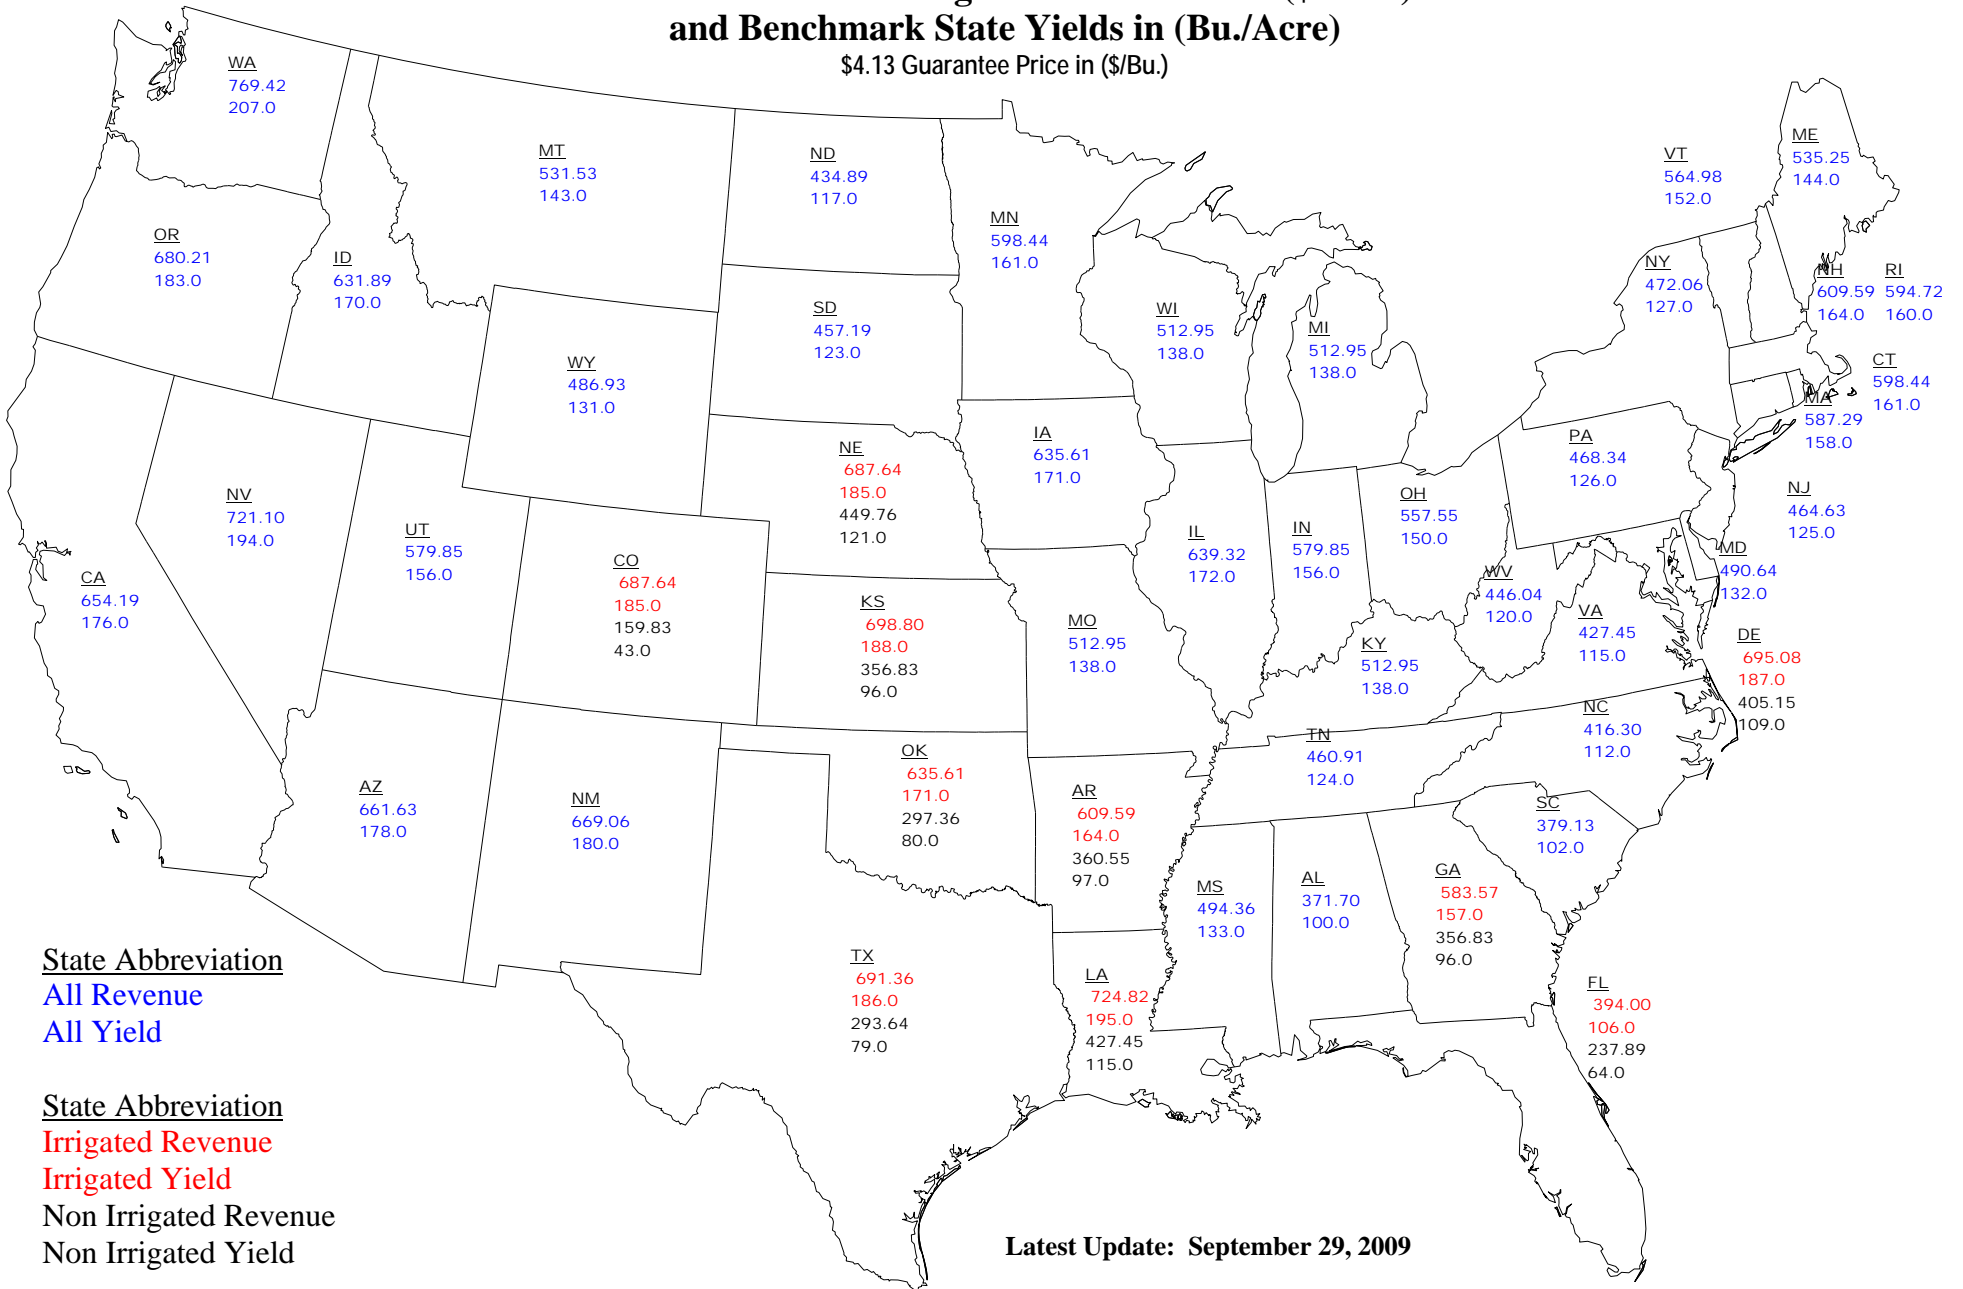 and Benchmark State Yields in (Bu./Acre)
$4.13 Guarantee Price in ($/Bu.)
WA
769.42
207.0
MT
531.53
143.0
ND
434.89
117.0
MN
598.44
161.0
VT
564.98
152.0
ME
535.25
144.0
OR
680.21
183.0
ID
631.89
170.0
SD
457.19
123.0
WI
512.95
138.0
MI
512.95
138.0
NY
472.06
127.0
NH
609.59
164.0
RI
594.72
160.0
WY
486.93
131.0
CT
598.44
161.0
MA
587.29
158.0
NE
687.64
185.0
449.76
121.0
IA
635.61
171.0
PA
468.34
126.0
NJ
464.63
125.0
NV
721.10
194.0
UT
579.85
156.0
CO
687.64
185.0
159.83
43.0
IL
639.32
172.0
IN
579.85
156.0
OH
557.55
150.0
MD
490.64
132.0
WV
446.04
120.0
CA
654.19
176.0
KS
698.80
188.0
356.83
96.0
MO
512.95
138.0
KY
512.95
138.0
VA
427.45
115.0
DE
695.08
187.0
405.15
109.0
NC
416.30
112.0
TN
460.91
124.0
OK
635.61
171.0
297.36
80.0
AZ
661.63
178.0
NM
669.06
180.0
AR
609.59
164.0
360.55
97.0
SC
379.13
102.0
MS
494.36
133.0
AL
371.70
100.0
GA
583.57
157.0
356.83
96.0
TX
691.36
186.0
293.64
79.0
LA
724.82
195.0
427.45
115.0
FL
394.00
106.0
237.89
64.0
State Abbreviation
All Revenue
All Yield
State Abbreviation
Irrigated Revenue
Irrigated Yield
Non Irrigated Revenue
Non Irrigated Yield
Latest Update: September 29, 2009